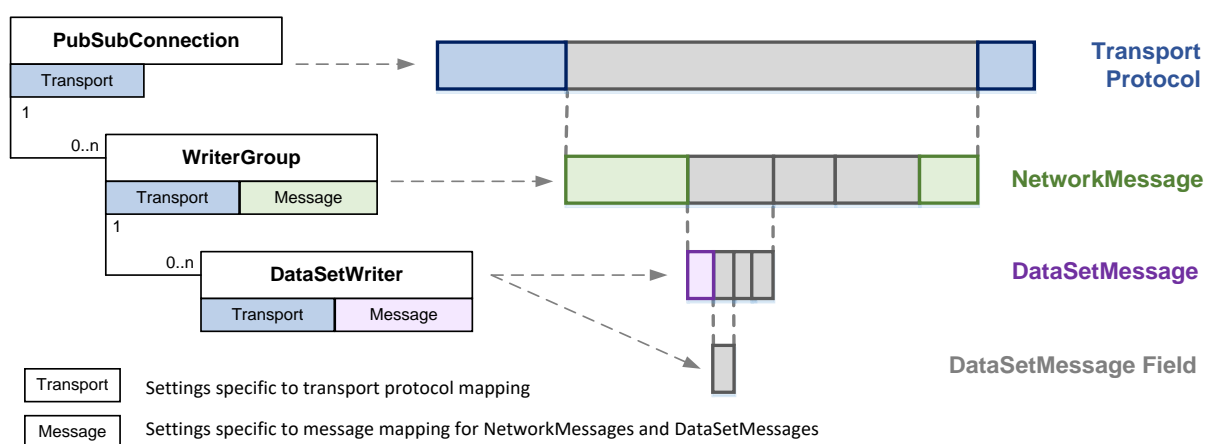 PubSubConnection
Transport
1
0..n
WriterGroup
Transport Message
1
0..n
DataSetWriter
Transport Message
Transport
Protocol
NetworkMessage
DataSetMessage
DataSetMessage Field
Transport Settings specific to transport protocol mapping
Message Settings specific to message mapping for NetworkMessages and DataSetMessages